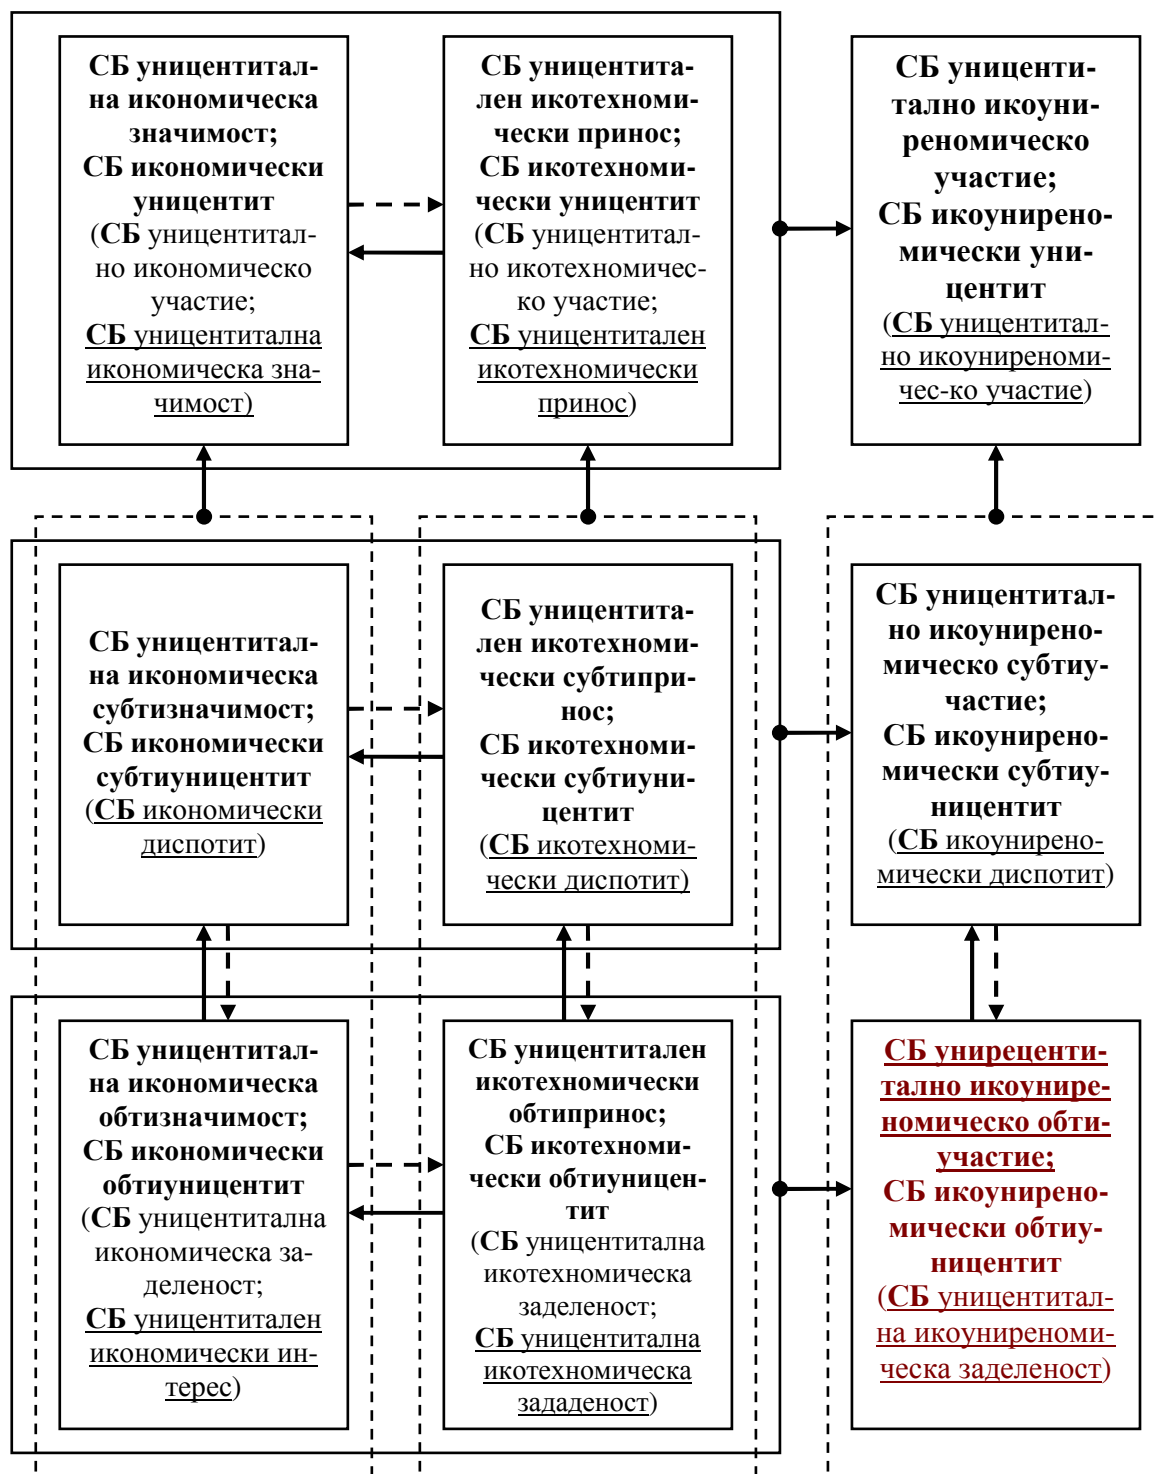 СБ уницентитал-
на икономическа
значимост;
СБ икономически
уницентит
(СБ уницентитал-
но икономическо
участие;
СБ уницентитална
икономическа зна-
чимост)
СБ уницентита-
лен икотехноми-
чески принос;
СБ икотехноми-
чески уницентит
(СБ уницентитал-
но икотехномичес-
ко участие;
СБ уницентитален
икотехномически
принос)
СБ униценти-
тално икоуни-
реномическо
участие;
СБ икоунирено-
мически уни-
центит
(СБ уницентитал-
но икоуниреноми-
чес-ко участие)
СБ уницентитал-
на икономическа
субтизначимост;
СБ икономически
субтиуницентит
(СБ икономически
диспотит)
СБ уницентита-
лен икотехноми-
чески субтипри-
нос;
СБ икотехноми-
чески субтиуни-
центит
(СБ икотехноми-
чески диспотит)
СБ уницентитал-
но икоунирено-
мическо субтиу-
частие;
СБ икоунирено-
мически субтиу-
ницентит
(СБ икоунирено-
мически диспотит)
СБ уницентитал-
на икономическа
обтизначимост;
СБ икономически
обтиуницентит
(СБ уницентитална
икономическа за-
деленост;
СБ уницентитален
икономически ин-
терес)
СБ уницентитален
икотехномически
обтипринос;
СБ икотехноми-
чески обтиуницен-
тит
(СБ уницентитална
икотехномическа
заделеност;
СБ уницентитална
икотехномическа
зададеност)
СБ униреценти-
тално икоунире-
номическо обти-
участие;
СБ икоунирено-
мически обтиу-
ницентит
(СБ уницентитал-
на икоуниреноми-
ческа заделеност)